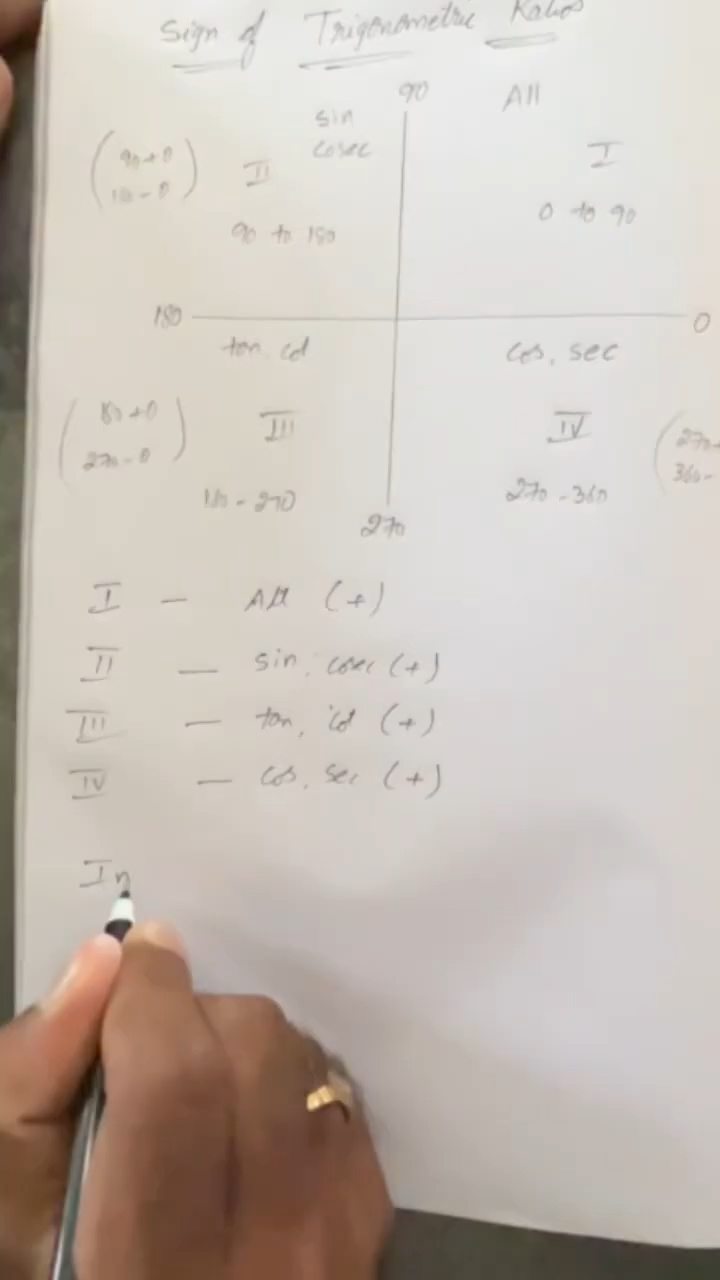 Sign of Trigonometric Ratios
90
All
sin
cosec
(90+θ
180-θ)
II
I
90 to 180
0 to 90
180
0
tan, cot
cos, sec
(180+θ
270-θ)
III
IV
(270+
360-
180-270
270-360
270
I — All (+)
II — sin, cosec (+)
III — tan, cot (+)
IV — cos, sec (+)
In